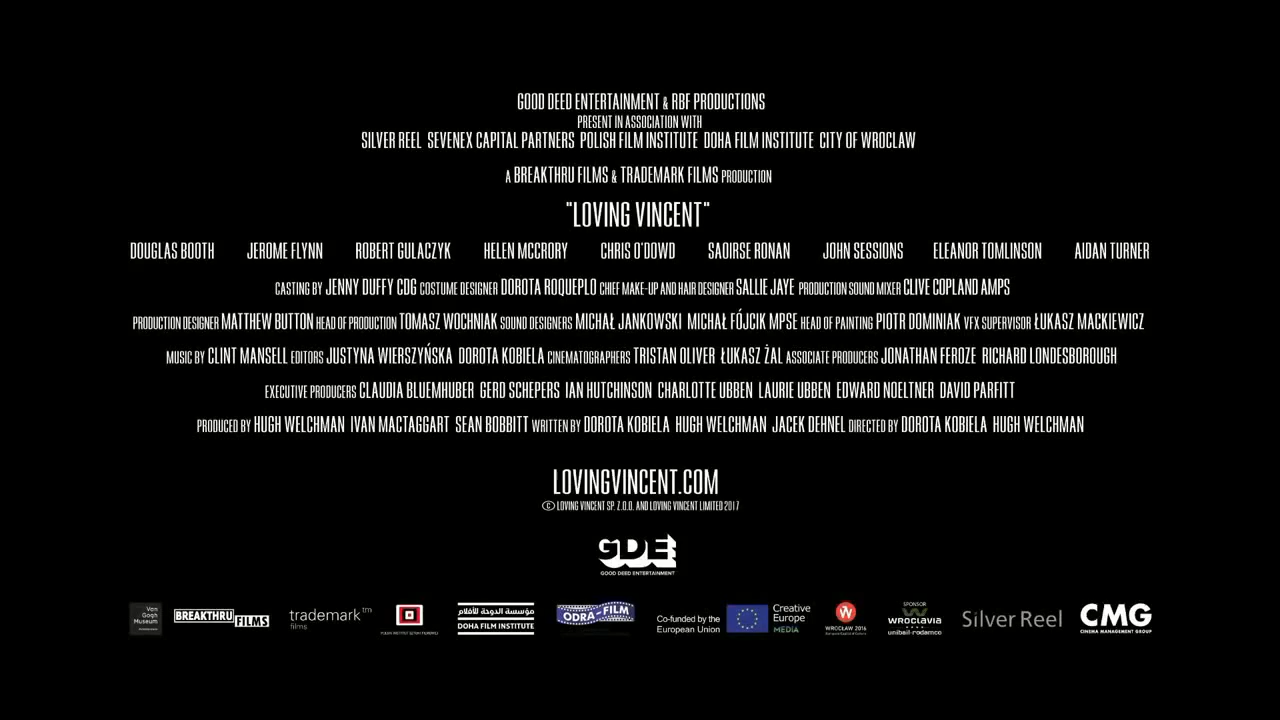 GOOD DEED ENTERTAINMENT & RBF PRODUCTIONS
PRESENT IN ASSOCIATION WITH
SILVER REEL SEVENEX CAPITAL PARTNERS POLISH FILM INSTITUTE DOHA FILM INSTITUTE CITY OF WROCLAW
A BREAKTHRU FILMS & TRADEMARK FILMS PRODUCTION
"LOVING VINCENT"
DOUGLAS BOOTH JEROME FLYNN ROBERT GULACZYK HELEN MCCRORY CHRIS O'DOWD SAOIRSE RONAN JOHN SESSIONS ELEANOR TOMLINSON AIDAN TURNER
CASTING BY JENNY DUFFY CDG COSTUME DESIGNER DOROTA ROQUEPLO CHIEF MAKE-UP AND HAIR DESIGNER SALLIE JAYE PRODUCTION SOUND MIXER CLIVE COPLAND AMPS
PRODUCTION DESIGNER MATTHEW BUTTON HEAD OF PRODUCTION TOMASZ WOCHNIAK SOUND DESIGNERS MICHAŁ JANKOWSKI MICHAŁ FÓJCIK MPSE HEAD OF PAINTING PIOTR DOMINIAK VFX SUPERVISOR ŁUKASZ MACKIEWICZ
MUSIC BY CLINT MANSELL EDITORS JUSTYNA WIERSZYŃSKA DOROTA KOBIELA CINEMATOGRAPHERS TRISTAN OLIVER ŁUKASZ ŻAL ASSOCIATE PRODUCERS JONATHAN FEROZE RICHARD LONDESBOROUGH
EXECUTIVE PRODUCERS CLAUDIA BLUEMHUBER GERD SCHEPERS IAN HUTCHINSON CHARLOTTE UBBEN LAURIE UBBEN EDWARD NOELTNER DAVID PARFITT
PRODUCED BY HUGH WELCHMAN IVAN MACTAGGART SEAN BOBBITT WRITTEN BY DOROTA KOBIELA HUGH WELCHMAN JACEK DEHNEL DIRECTED BY DOROTA KOBIELA HUGH WELCHMAN
LOVINGVINCENT.COM
© LOVING VINCENT SP. Z.O.O. AND LOVING VINCENT LIMITED 2017
GDE
GOOD DEED ENTERTAINMENT
Van
Gogh
Museum
BREAKTHRU
FILMS
trademark™
films
مؤسسة الدوحة للأفلام
DOHA FILM INSTITUTE
ODRA-FILM
Co-funded by the
European Union
Creative
Europe
MEDIA
WROCŁAW 2016
SPONSOR
WROCLAVIA
unibail-rodamco
Silver Reel
CMG
CINEMA MANAGEMENT GROUP